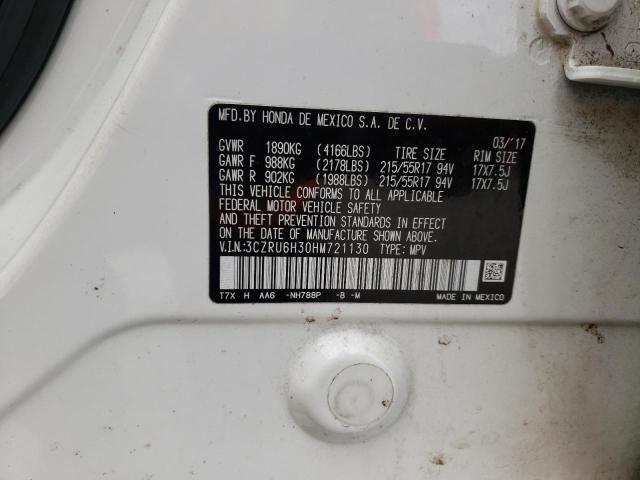 MFD.BY HONDA DE MEXICO S.A. DE C.V. 03/'17
GVWR 1890KG (4166LBS) TIRE SIZE RIM SIZE
GAWR F 988KG (2178LBS) 215/55R17 94V 17X7.5J
GAWR R 902KG (1988LBS) 215/55R17 94V 17X7.5J
THIS VEHICLE CONFORMS TO ALL APPLICABLE
FEDERAL MOTOR VEHICLE SAFETY
AND THEFT PREVENTION STANDARDS IN EFFECT
ON THE DATE OF MANUFACTURE SHOWN ABOVE.
V.IN:3CZRU6H30HM721130 TYPE: MPV
T7X H AA6 -NH788P -B -M MADE IN MEXICO